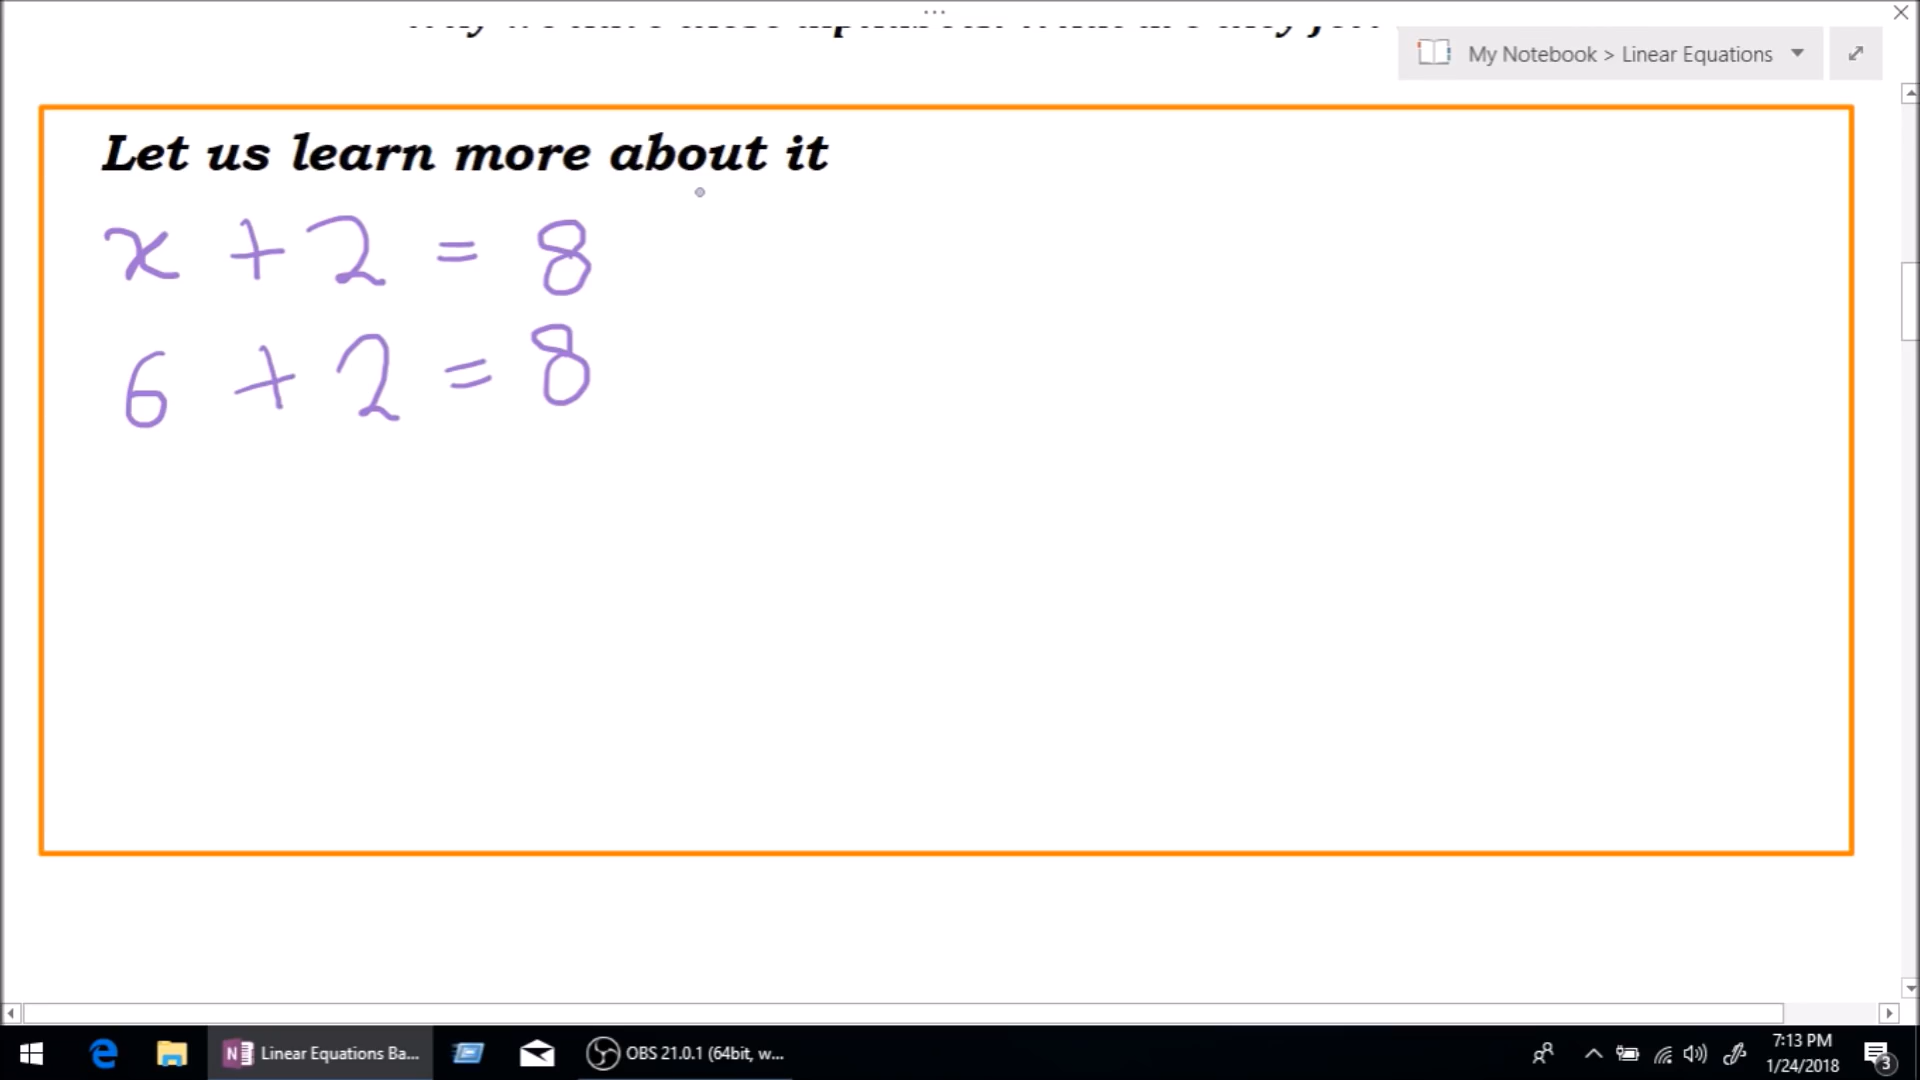 My Notebook > Linear Equations
Let us learn more about it
x + 2 = 8
6 + 2 = 8
Linear Equations Ba...
OBS 21.0.1 (64bit, w...
7:13 PM
1/24/2018
3